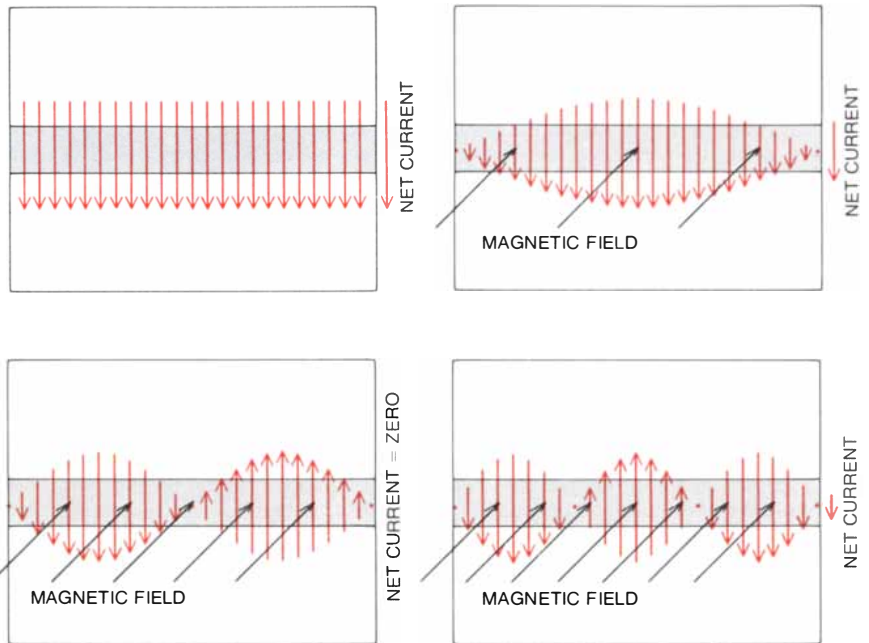 NET CURRENT
NET CURRENT
MAGNETIC FIELD
NET CURRENT = ZERO
MAGNETIC FIELD
NET CURRENT
MAGNETIC FIELD